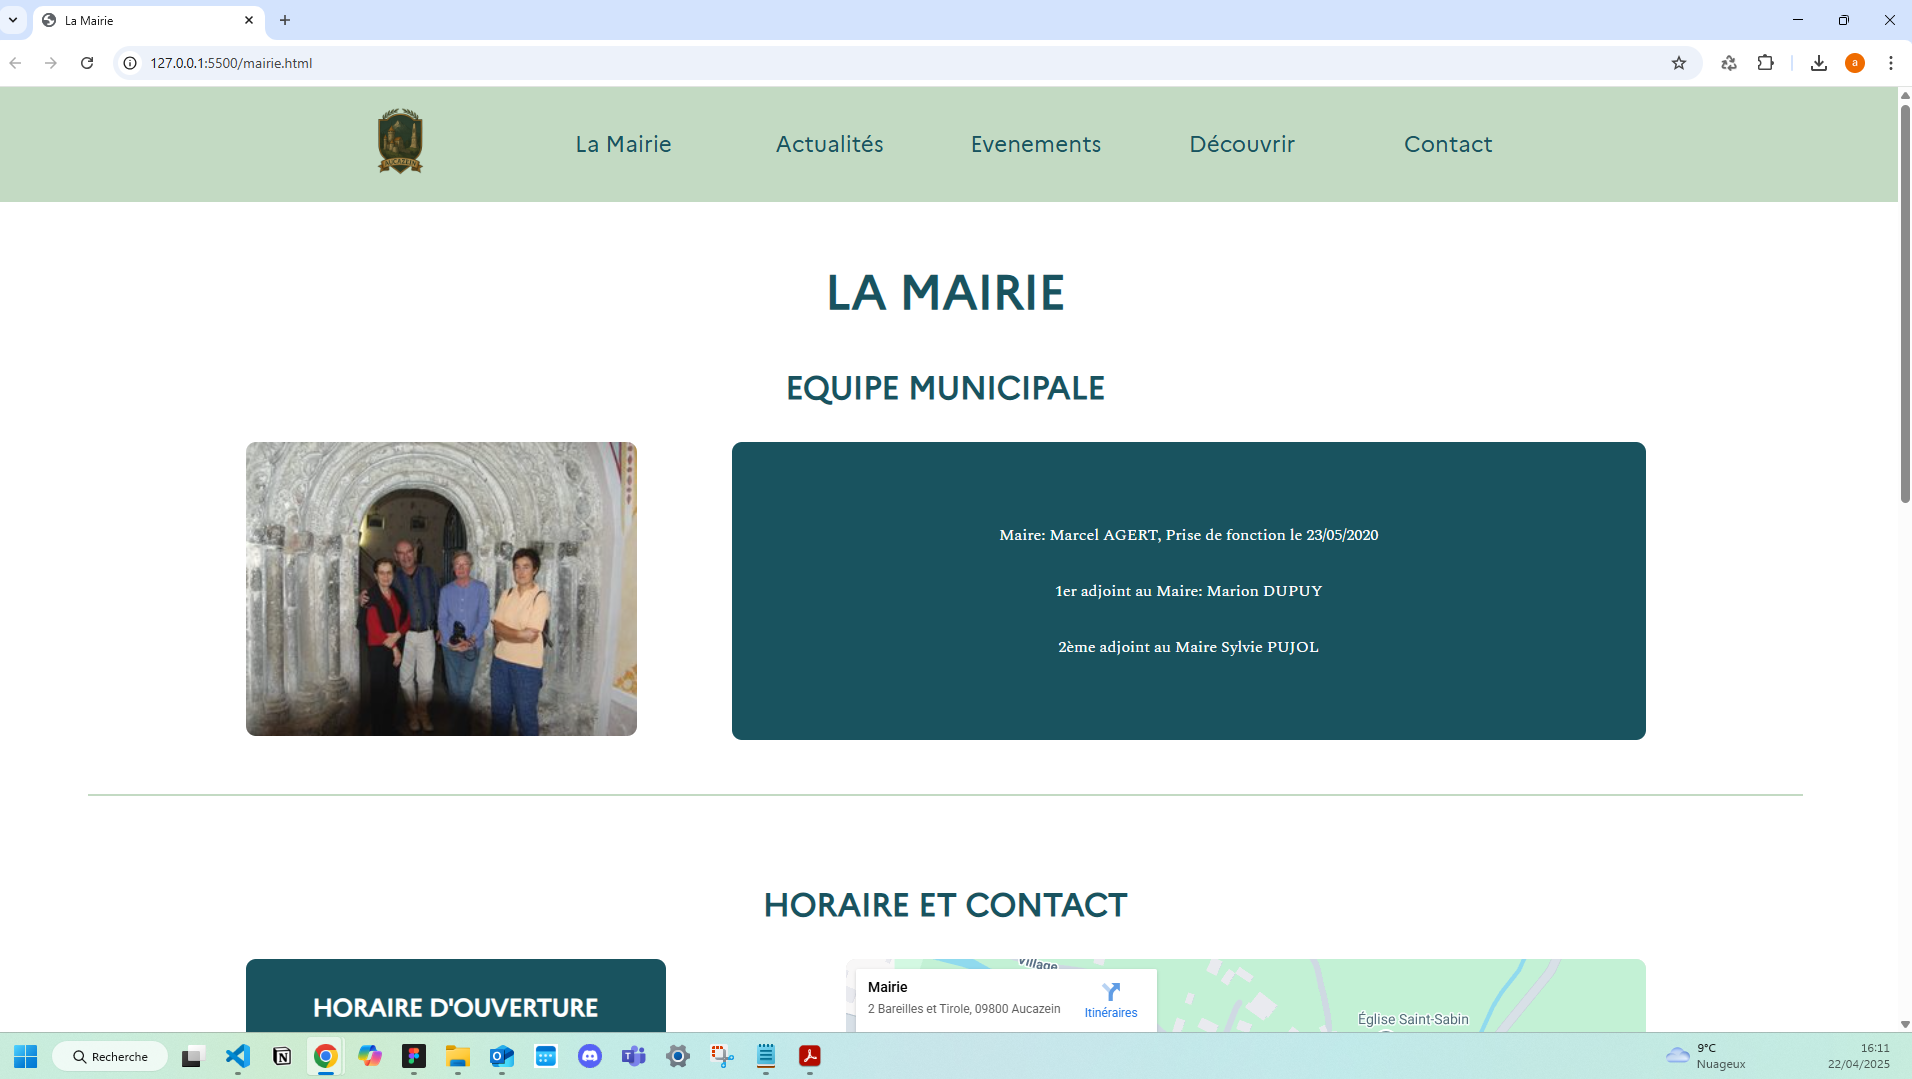 La Mairie
127.0.0.1:5500/mairie.html
a
AUCAZEIN
La Mairie
Actualités
Evenements
Découvrir
Contact
LA MAIRIE
EQUIPE MUNICIPALE
Maire: Marcel AGERT, Prise de fonction le 23/05/2020
1er adjoint au Maire: Marion DUPUY
2ème adjoint au Maire Sylvie PUJOL
HORAIRE ET CONTACT
HORAIRE D'OUVERTURE
Village
Mairie
2 Bareilles et Tirole, 09800 Aucazein
Itinéraires
Église Saint-Sabin
Recherche
9°C
Nuageux
16:11
22/04/2025